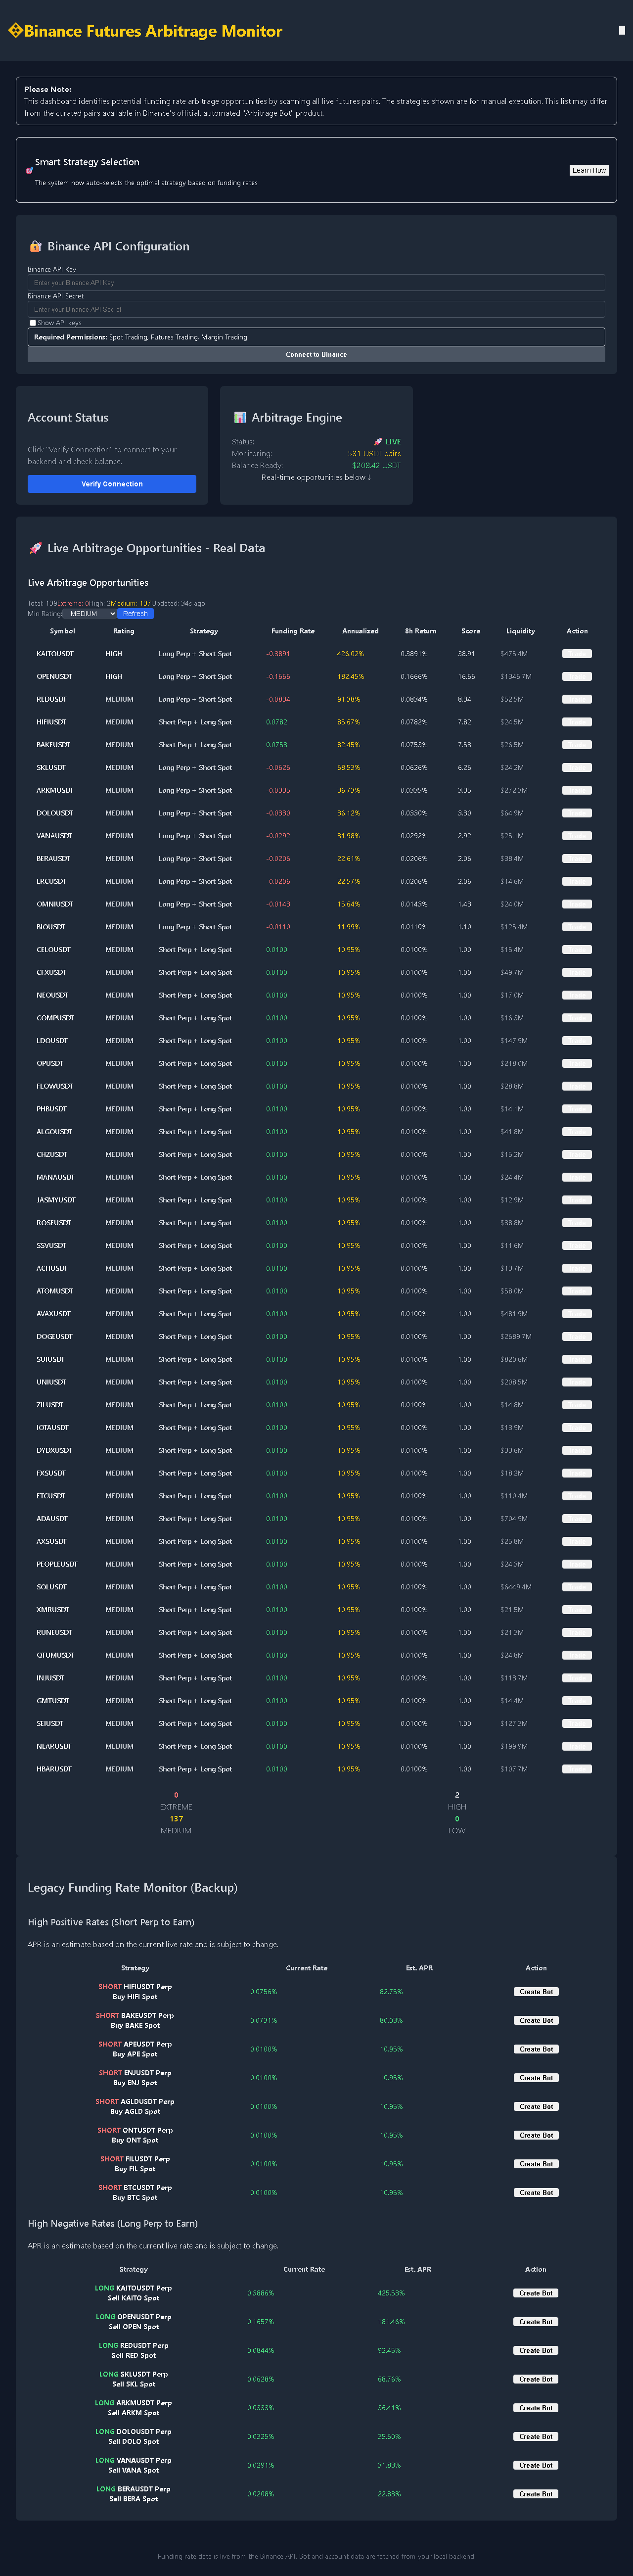 Binance Futures Arbitrage Monitor
Please Note:
This dashboard identifies potential funding rate arbitrage opportunities by scanning all live futures pairs. The strategies shown are for manual execution. This list may differ
from the curated pairs available in Binance's official, automated "Arbitrage Bot" product.
Smart Strategy Selection
The system now auto-selects the optimal strategy based on funding rates
Learn How
Binance API Configuration
Binance API Key
Enter your Binance API Key
Binance API Secret
Enter your Binance API Secret
Show API keys
Required Permissions: Spot Trading, Futures Trading, Margin Trading
Connect to Binance
Account Status
Click "Verify Connection" to connect to your
backend and check balance.
Verify Connection
Arbitrage Engine
Status: 🚀 LIVE
Monitoring: 531 USDT pairs
Balance Ready: $208.42 USDT
Real-time opportunities below ↓
Live Arbitrage Opportunities - Real Data
Live Arbitrage Opportunities
Total: 139Extreme: 0High: 2Medium: 137Updated: 34s ago
Min Rating: MEDIUM Refresh
Symbol Rating Strategy Funding Rate Annualized 8h Return Score Liquidity Action
KAITOUSDT HIGH Long Perp + Short Spot -0.3891 426.02% 0.3891% 38.91 $475.4M
OPENUSDT HIGH Long Perp + Short Spot -0.1666 182.45% 0.1666% 16.66 $1346.7M
REDUSDT MEDIUM Long Perp + Short Spot -0.0834 91.38% 0.0834% 8.34 $52.5M
HIFIUSDT MEDIUM Short Perp + Long Spot 0.0782 85.67% 0.0782% 7.82 $24.5M
BAKEUSDT MEDIUM Short Perp + Long Spot 0.0753 82.45% 0.0753% 7.53 $26.5M
SKLUSDT MEDIUM Long Perp + Short Spot -0.0626 68.53% 0.0626% 6.26 $24.2M
ARKMUSDT MEDIUM Long Perp + Short Spot -0.0335 36.73% 0.0335% 3.35 $272.3M
DOLOUSDT MEDIUM Long Perp + Short Spot -0.0330 36.12% 0.0330% 3.30 $64.9M
VANAUSDT MEDIUM Long Perp + Short Spot -0.0292 31.98% 0.0292% 2.92 $25.1M
BERAUSDT MEDIUM Long Perp + Short Spot -0.0206 22.61% 0.0206% 2.06 $38.4M
LRCUSDT MEDIUM Long Perp + Short Spot -0.0206 22.57% 0.0206% 2.06 $14.6M
OMNIUSDT MEDIUM Long Perp + Short Spot -0.0143 15.64% 0.0143% 1.43 $24.0M
BIOUSDT MEDIUM Long Perp + Short Spot -0.0110 11.99% 0.0110% 1.10 $125.4M
CELOUSDT MEDIUM Short Perp + Long Spot 0.0100 10.95% 0.0100% 1.00 $15.4M
CFXUSDT MEDIUM Short Perp + Long Spot 0.0100 10.95% 0.0100% 1.00 $49.7M
NEOUSDT MEDIUM Short Perp + Long Spot 0.0100 10.95% 0.0100% 1.00 $17.0M
COMPUSDT MEDIUM Short Perp + Long Spot 0.0100 10.95% 0.0100% 1.00 $16.3M
LDOUSDT MEDIUM Short Perp + Long Spot 0.0100 10.95% 0.0100% 1.00 $147.9M
OPUSDT MEDIUM Short Perp + Long Spot 0.0100 10.95% 0.0100% 1.00 $218.0M
FLOWUSDT MEDIUM Short Perp + Long Spot 0.0100 10.95% 0.0100% 1.00 $28.8M
PHBUSDT MEDIUM Short Perp + Long Spot 0.0100 10.95% 0.0100% 1.00 $14.1M
ALGOUSDT MEDIUM Short Perp + Long Spot 0.0100 10.95% 0.0100% 1.00 $41.8M
CHZUSDT MEDIUM Short Perp + Long Spot 0.0100 10.95% 0.0100% 1.00 $15.2M
MANAUSDT MEDIUM Short Perp + Long Spot 0.0100 10.95% 0.0100% 1.00 $24.4M
JASMYUSDT MEDIUM Short Perp + Long Spot 0.0100 10.95% 0.0100% 1.00 $12.9M
ROSEUSDT MEDIUM Short Perp + Long Spot 0.0100 10.95% 0.0100% 1.00 $38.8M
SSVUSDT MEDIUM Short Perp + Long Spot 0.0100 10.95% 0.0100% 1.00 $11.6M
ACHUSDT MEDIUM Short Perp + Long Spot 0.0100 10.95% 0.0100% 1.00 $13.7M
ATOMUSDT MEDIUM Short Perp + Long Spot 0.0100 10.95% 0.0100% 1.00 $58.0M
AVAXUSDT MEDIUM Short Perp + Long Spot 0.0100 10.95% 0.0100% 1.00 $481.9M
DOGEUSDT MEDIUM Short Perp + Long Spot 0.0100 10.95% 0.0100% 1.00 $2689.7M
SUIUSDT MEDIUM Short Perp + Long Spot 0.0100 10.95% 0.0100% 1.00 $820.6M
UNIUSDT MEDIUM Short Perp + Long Spot 0.0100 10.95% 0.0100% 1.00 $208.5M
ZILUSDT MEDIUM Short Perp + Long Spot 0.0100 10.95% 0.0100% 1.00 $14.8M
IOTAUSDT MEDIUM Short Perp + Long Spot 0.0100 10.95% 0.0100% 1.00 $13.9M
DYDXUSDT MEDIUM Short Perp + Long Spot 0.0100 10.95% 0.0100% 1.00 $33.6M
FXSUSDT MEDIUM Short Perp + Long Spot 0.0100 10.95% 0.0100% 1.00 $18.2M
ETCUSDT MEDIUM Short Perp + Long Spot 0.0100 10.95% 0.0100% 1.00 $110.4M
ADAUSDT MEDIUM Short Perp + Long Spot 0.0100 10.95% 0.0100% 1.00 $704.9M
AXSUSDT MEDIUM Short Perp + Long Spot 0.0100 10.95% 0.0100% 1.00 $25.8M
PEOPLEUSDT MEDIUM Short Perp + Long Spot 0.0100 10.95% 0.0100% 1.00 $24.3M
SOLUSDT MEDIUM Short Perp + Long Spot 0.0100 10.95% 0.0100% 1.00 $6449.4M
XMRUSDT MEDIUM Short Perp + Long Spot 0.0100 10.95% 0.0100% 1.00 $21.5M
RUNEUSDT MEDIUM Short Perp + Long Spot 0.0100 10.95% 0.0100% 1.00 $21.3M
QTUMUSDT MEDIUM Short Perp + Long Spot 0.0100 10.95% 0.0100% 1.00 $24.8M
INJUSDT MEDIUM Short Perp + Long Spot 0.0100 10.95% 0.0100% 1.00 $113.7M
GMTUSDT MEDIUM Short Perp + Long Spot 0.0100 10.95% 0.0100% 1.00 $14.4M
SEIUSDT MEDIUM Short Perp + Long Spot 0.0100 10.95% 0.0100% 1.00 $127.3M
NEARUSDT MEDIUM Short Perp + Long Spot 0.0100 10.95% 0.0100% 1.00 $199.9M
HBARUSDT MEDIUM Short Perp + Long Spot 0.0100 10.95% 0.0100% 1.00 $107.7M
0 2
EXTREME HIGH
137 0
MEDIUM LOW
Legacy Funding Rate Monitor (Backup)
High Positive Rates (Short Perp to Earn)
APR is an estimate based on the current live rate and is subject to change.
Strategy Current Rate Est. APR Action
SHORT HIFIUSDT Perp
Buy HIFI Spot 0.0756% 82.75% Create Bot
SHORT BAKEUSDT Perp
Buy BAKE Spot 0.0731% 80.03% Create Bot
SHORT APEUSDT Perp
Buy APE Spot 0.0100% 10.95% Create Bot
SHORT ENJUSDT Perp
Buy ENJ Spot 0.0100% 10.95% Create Bot
SHORT AGLDUSDT Perp
Buy AGLD Spot 0.0100% 10.95% Create Bot
SHORT ONTUSDT Perp
Buy ONT Spot 0.0100% 10.95% Create Bot
SHORT FILUSDT Perp
Buy FIL Spot 0.0100% 10.95% Create Bot
SHORT BTCUSDT Perp
Buy BTC Spot 0.0100% 10.95% Create Bot
High Negative Rates (Long Perp to Earn)
APR is an estimate based on the current live rate and is subject to change.
Strategy Current Rate Est. APR Action
LONG KAITOUSDT Perp
Sell KAITO Spot 0.3886% 425.53% Create Bot
LONG OPENUSDT Perp
Sell OPEN Spot 0.1657% 181.46% Create Bot
LONG REDUSDT Perp
Sell RED Spot 0.0844% 92.45% Create Bot
LONG SKLUSDT Perp
Sell SKL Spot 0.0628% 68.76% Create Bot
LONG ARKMUSDT Perp
Sell ARKM Spot 0.0333% 36.41% Create Bot
LONG DOLOUSDT Perp
Sell DOLO Spot 0.0325% 35.60% Create Bot
LONG VANAUSDT Perp
Sell VANA Spot 0.0291% 31.83% Create Bot
LONG BERAUSDT Perp
Sell BERA Spot 0.0208% 22.83% Create Bot
Funding rate data is live from the Binance API. Bot and account data are fetched from your local backend.